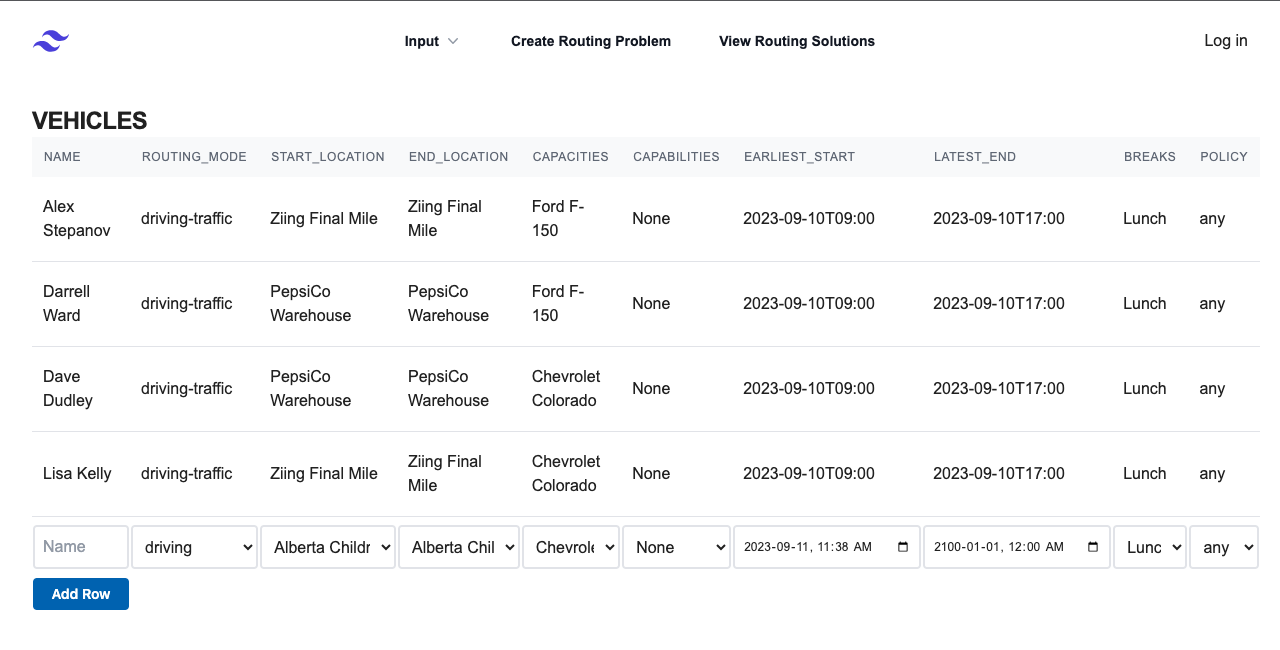 Input Create Routing Problem View Routing Solutions Log in
VEHICLES
NAME ROUTING_MODE START_LOCATION END_LOCATION CAPACITIES CAPABILITIES EARLIEST_START LATEST_END BREAKS POLICY
Alex Stepanov driving-traffic Ziing Final Mile Ziing Final Mile Ford F-150 None 2023-09-10T09:00 2023-09-10T17:00 Lunch any
Darrell Ward driving-traffic PepsiCo Warehouse PepsiCo Warehouse Ford F-150 None 2023-09-10T09:00 2023-09-10T17:00 Lunch any
Dave Dudley driving-traffic PepsiCo Warehouse PepsiCo Warehouse Chevrolet Colorado None 2023-09-10T09:00 2023-09-10T17:00 Lunch any
Lisa Kelly driving-traffic Ziing Final Mile Ziing Final Mile Chevrolet Colorado None 2023-09-10T09:00 2023-09-10T17:00 Lunch any
Name driving Alberta Childr Alberta Chil Chevrole None 2023-09-11, 11:38 AM 2100-01-01, 12:00 AM Lunc any
Add Row